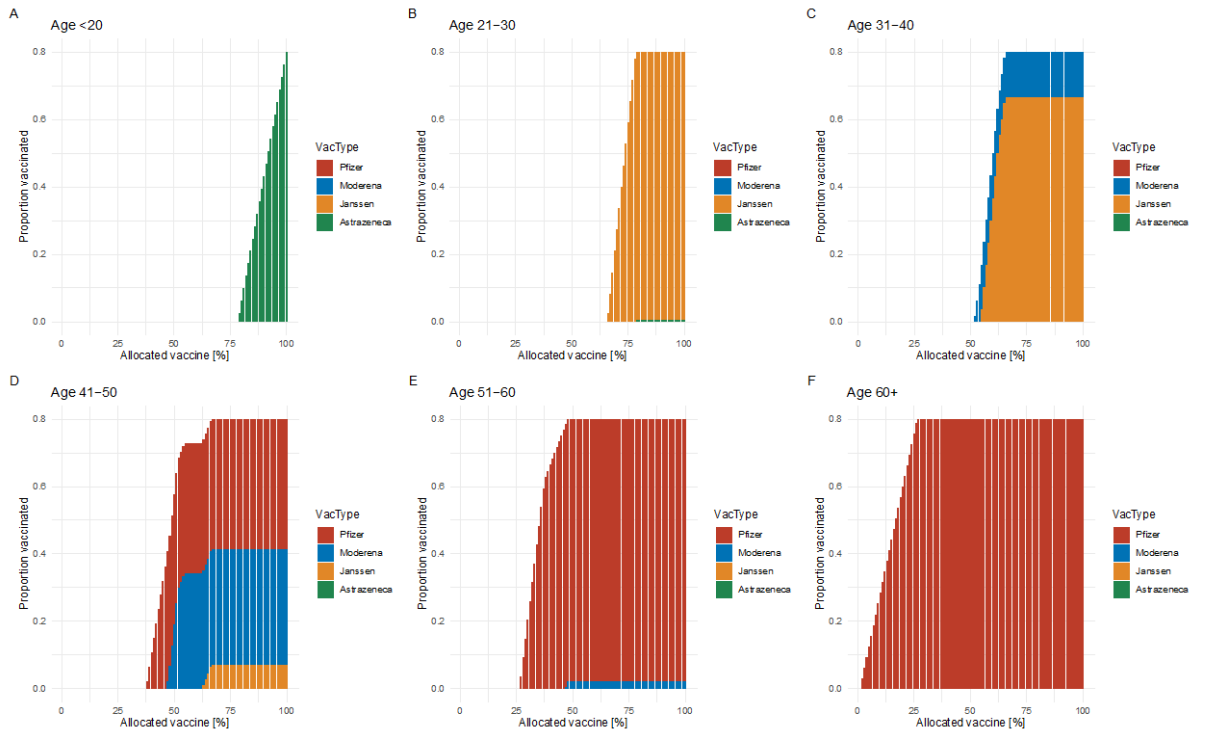 A
Age <20
0.8
0.6
0.4
0.2
0.0
Proportion vaccinated
0 25 50 75 100
Allocated vaccine [%]
VacType
Pfizer
Moderena
Janssen
Astrazeneca
B
Age 21−30
0.8
0.6
0.4
0.2
0.0
Proportion vaccinated
0 25 50 75 100
Allocated vaccine [%]
VacType
Pfizer
Moderena
Janssen
Astrazeneca
C
Age 31−40
0.8
0.6
0.4
0.2
0.0
Proportion vaccinated
0 25 50 75 100
Allocated vaccine [%]
VacType
Pfizer
Moderena
Janssen
Astrazeneca
D
Age 41−50
0.8
0.6
0.4
0.2
0.0
Proportion vaccinated
0 25 50 75 100
Allocated vaccine [%]
VacType
Pfizer
Moderena
Janssen
Astrazeneca
E
Age 51−60
0.8
0.6
0.4
0.2
0.0
Proportion vaccinated
0 25 50 75 100
Allocated vaccine [%]
VacType
Pfizer
Moderena
Janssen
Astrazeneca
F
Age 60+
0.8
0.6
0.4
0.2
0.0
Proportion vaccinated
0 25 50 75 100
Allocated vaccine [%]
VacType
Pfizer
Moderena
Janssen
Astrazeneca